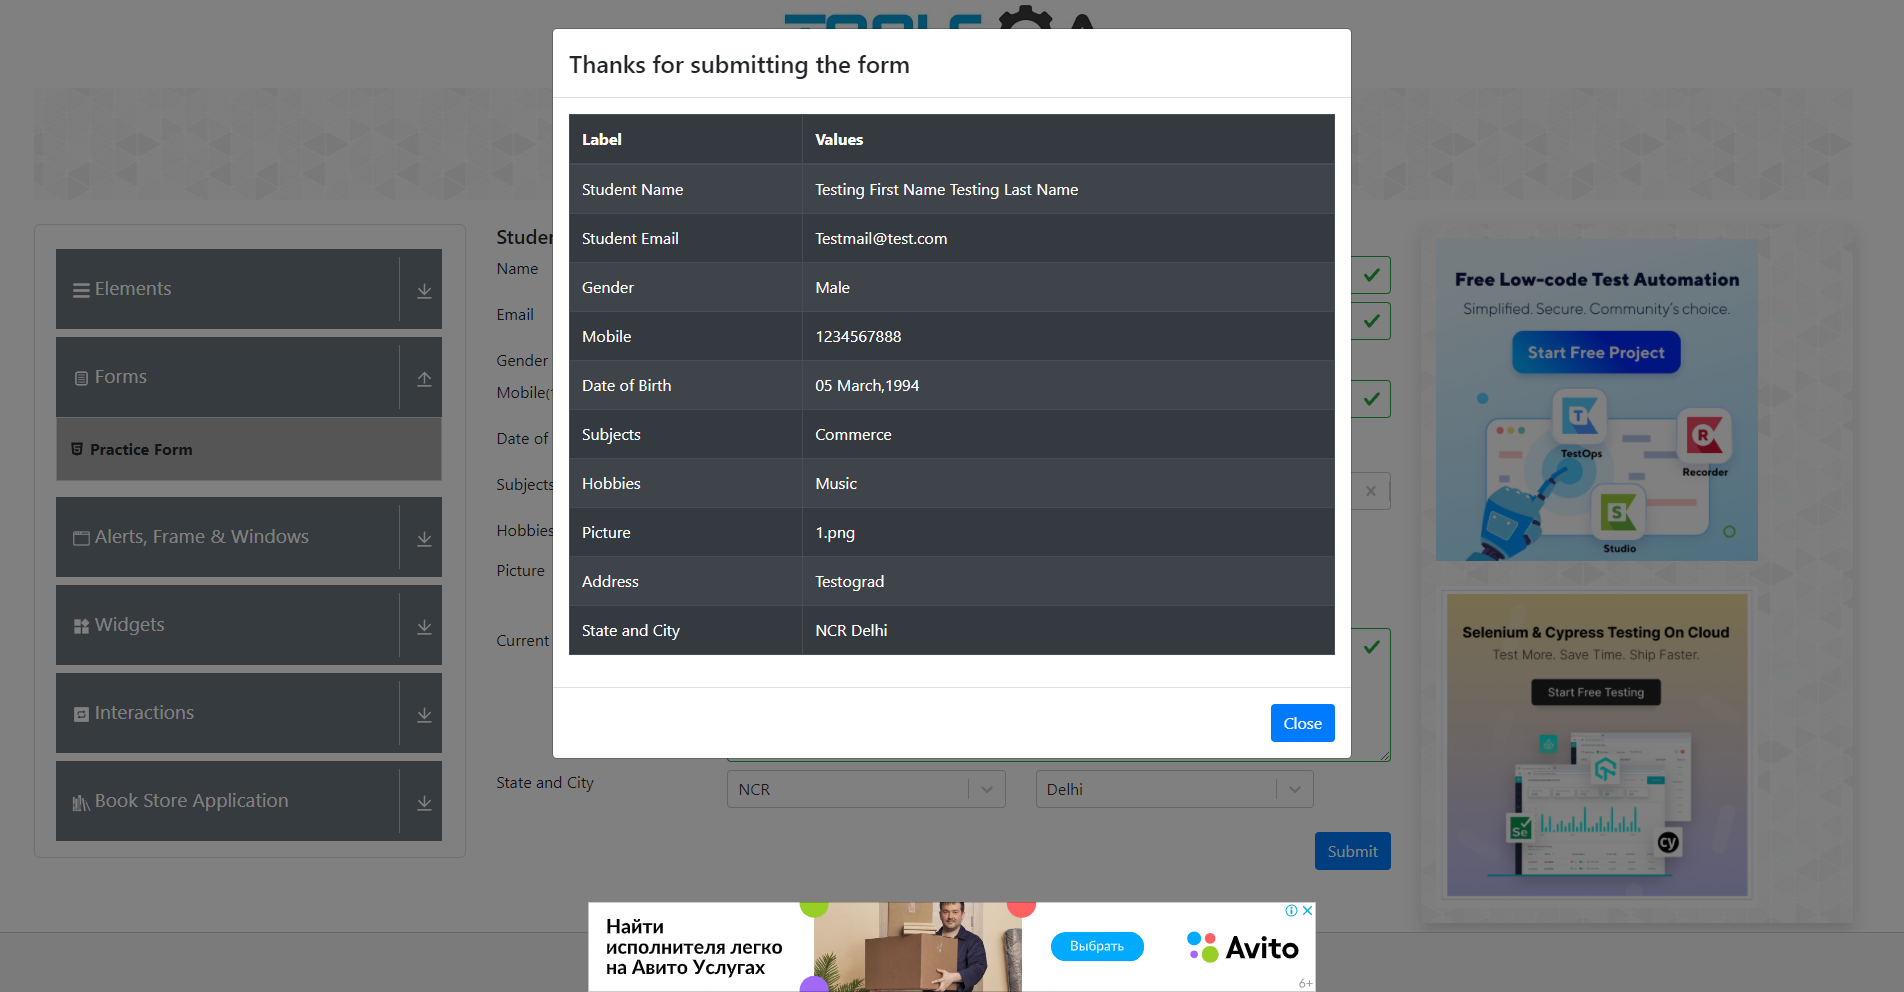 TOOLS QA
Thanks for submitting the form
Label Values
Student Name Testing First Name Testing Last Name
Student Email Testmail@test.com
Gender Male
Mobile 1234567888
Date of Birth 05 March,1994
Subjects Commerce
Hobbies Music
Picture 1.png
Address Testograd
State and City NCR Delhi
Close
Elements
Forms
Practice Form
Alerts, Frame & Windows
Widgets
Interactions
Book Store Application
Name
Email
Gender
Mobile
Date of
Subjects
Hobbies
Picture
Current
State and City NCR Delhi
Submit
Free Low-code Test Automation
Simplified. Secure. Community's choice.
Start Free Project
TestOps
Recorder
Studio
Selenium & Cypress Testing On Cloud
Test More. Save Time. Ship Faster.
Start Free Testing
Se
cy
Найти
исполнителя легко
на Авито Услугах
Выбрать
Avito
6+